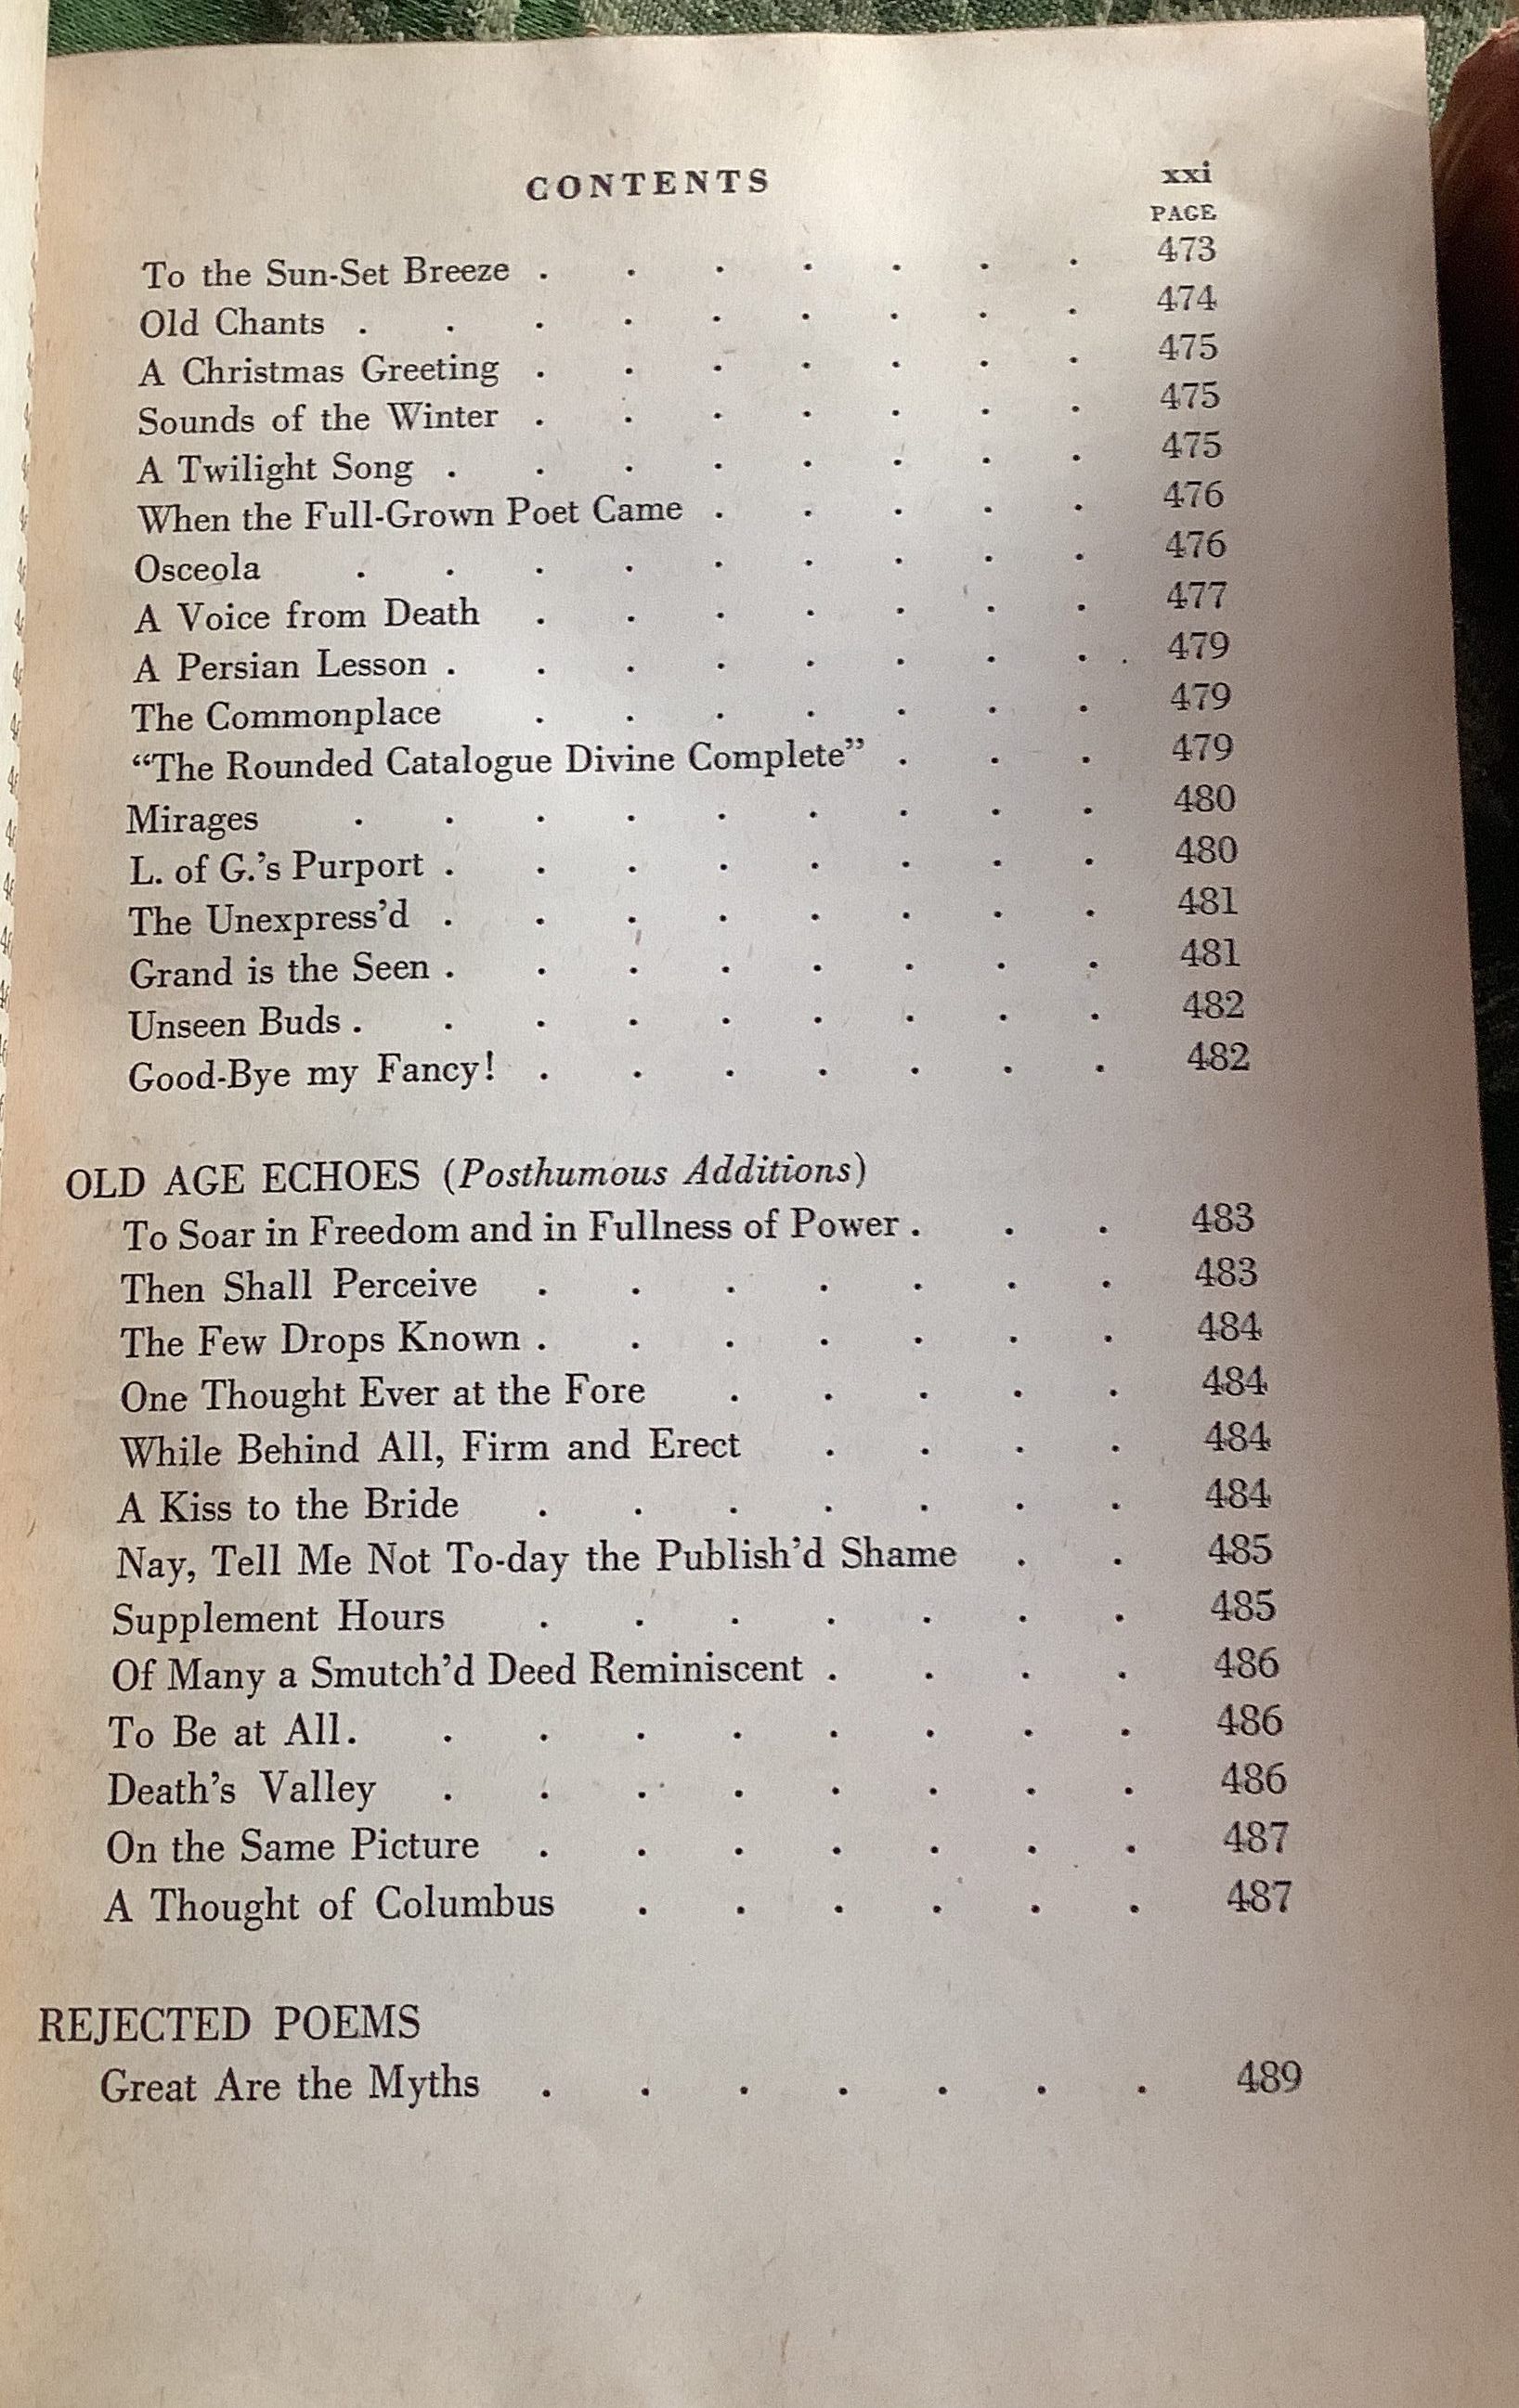 CONTENTS xxi
PAGE
To the Sun-Set Breeze . . . . . . . 473
Old Chants . . . . . . . . . 474
A Christmas Greeting . . . . . . . 475
Sounds of the Winter . . . . . . . 475
A Twilight Song . . . . . . . . 475
When the Full-Grown Poet Came . . . . . 476
Osceola . . . . . . . . . 476
A Voice from Death . . . . . . . 477
A Persian Lesson . . . . . . . . 479
The Commonplace . . . . . . . 479
“The Rounded Catalogue Divine Complete” . . . 479
Mirages . . . . . . . . . 480
L. of G.’s Purport . . . . . . . . 480
The Unexpress’d . . . . . . . . 481
Grand is the Seen . . . . . . . . 481
Unseen Buds . . . . . . . . . 482
Good-Bye my Fancy! . . . . . . . 482
OLD AGE ECHOES (Posthumous Additions)
To Soar in Freedom and in Fullness of Power . . . 483
Then Shall Perceive . . . . . . . 483
The Few Drops Known . . . . . . . 484
One Thought Ever at the Fore . . . . . 484
While Behind All, Firm and Erect . . . . 484
A Kiss to the Bride . . . . . . . 484
Nay, Tell Me Not To-day the Publish’d Shame . . 485
Supplement Hours . . . . . . . 485
Of Many a Smutch’d Deed Reminiscent . . . . 486
To Be at All . . . . . . . . . 486
Death’s Valley . . . . . . . . 486
On the Same Picture . . . . . . . 487
A Thought of Columbus . . . . . . 487
REJECTED POEMS
Great Are the Myths . . . . . . . 489